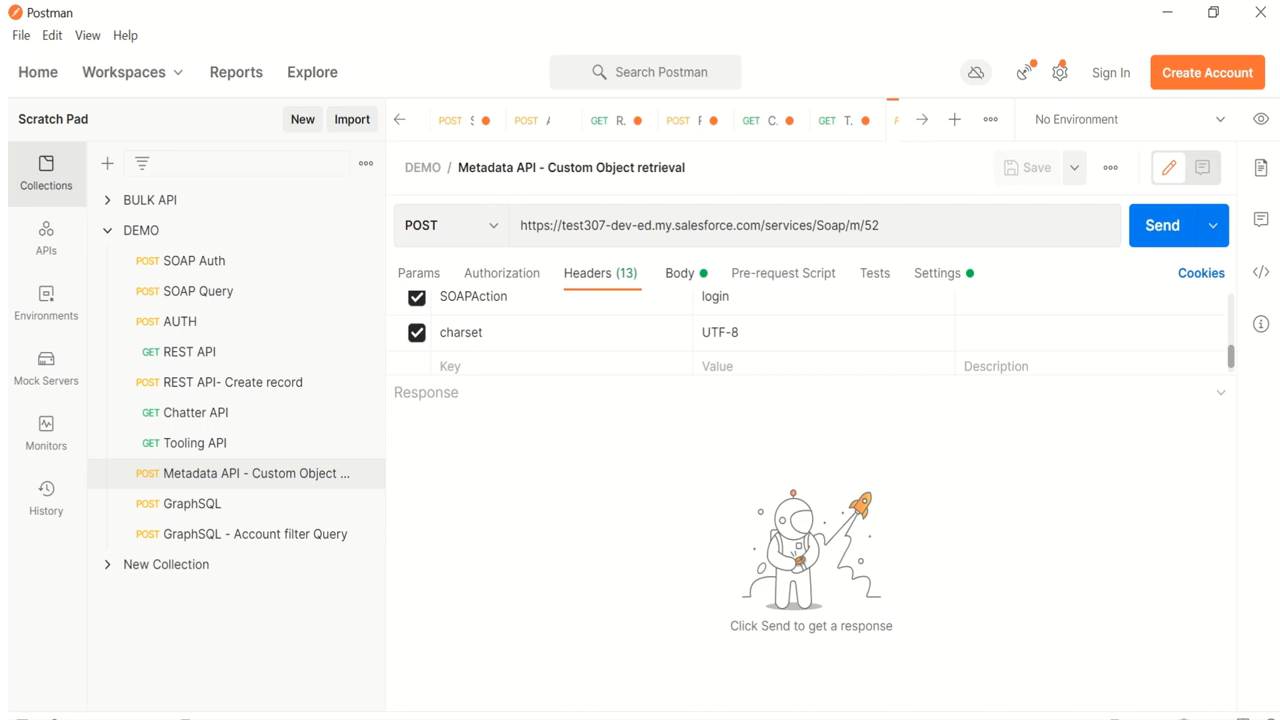 Postman
File Edit View Help
Home Workspaces Reports Explore Search Postman Sign In Create Account
Scratch Pad New Import POST POST GET R. POST GET C. GET T. No Environment
Collections
APIs
Environments
Mock Servers
Monitors
History
BULK API
DEMO
POST SOAP Auth
POST SOAP Query
POST AUTH
GET REST API
POST REST API- Create record
GET Chatter API
GET Tooling API
POST Metadata API - Custom Object ...
POST GraphSQL
POST GraphSQL - Account filter Query
New Collection
DEMO / Metadata API - Custom Object retrieval Save
POST https://test307-dev-ed.my.salesforce.com/services/Soap/m/52 Send
Params Authorization Headers (13) Body Pre-request Script Tests Settings Cookies
SOAPAction login
charset UTF-8
Key Value Description
Response
Click Send to get a response